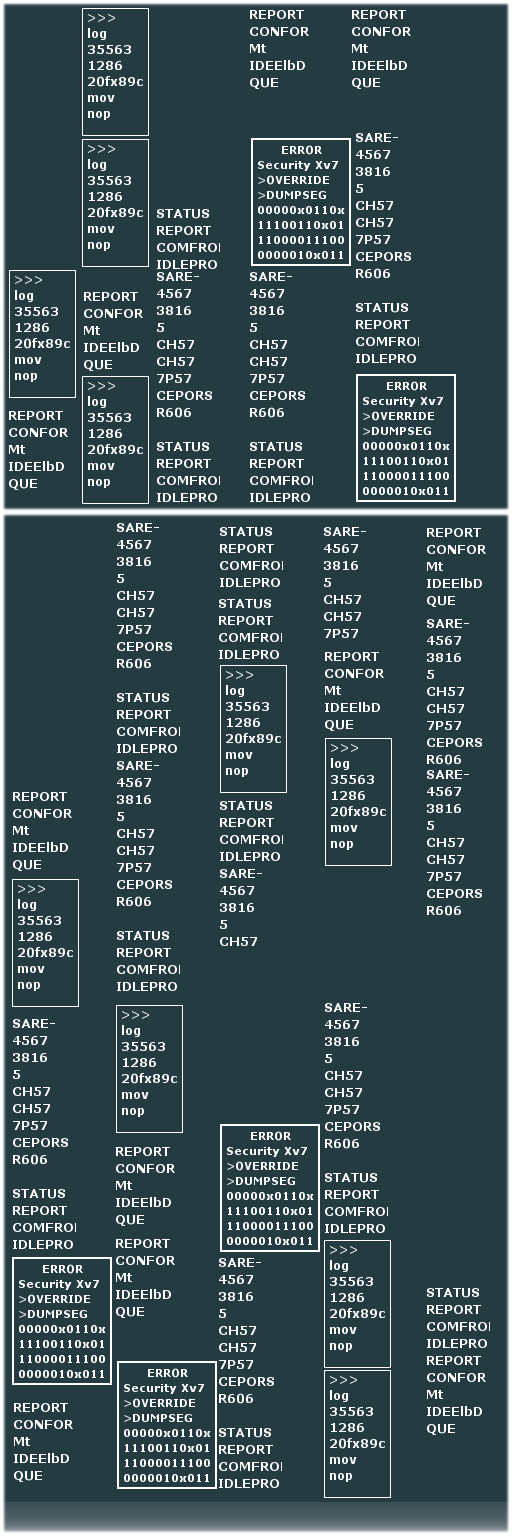 >>>
log
35563
1286
20fx89c
mov
nop
REPORT
CONFOR
Mt
IDEElbD
QUE
>>>
log
35563
1286
20fx89c
mov
nop
>>>
log
35563
1286
20fx89c
mov
nop
REPORT
CONFOR
Mt
IDEElbD
QUE
>>>
log
35563
1286
20fx89c
mov
nop
STATUS
REPORT
COMFROI
IDLEPRO
SARE-
4567
3816
5
CH57
CH57
7P57
CEPORS
R606
STATUS
REPORT
COMFROI
IDLEPRO
REPORT
CONFOR
Mt
IDEElbD
QUE
ERROR
Security Xv7
>OVERRIDE
>DUMPSEG
00000x0110x
11100110x01
11000011100
0000010x011
SARE-
4567
3816
5
CH57
CH57
7P57
CEPORS
R606
STATUS
REPORT
COMFROI
IDLEPRO
REPORT
CONFOR
Mt
IDEElbD
QUE
SARE-
4567
3816
5
CH57
CH57
7P57
CEPORS
R606
STATUS
REPORT
COMFROI
IDLEPRO
ERROR
Security Xv7
>OVERRIDE
>DUMPSEG
00000x0110x
11100110x01
11000011100
0000010x011
REPORT
CONFOR
Mt
IDEElbD
QUE
>>>
log
35563
1286
20fx89c
mov
nop
SARE-
4567
3816
5
CH57
CH57
7P57
CEPORS
R606
STATUS
REPORT
COMFROI
IDLEPRO
ERROR
Security Xv7
>OVERRIDE
>DUMPSEG
00000x0110x
11100110x01
11000011100
0000010x011
REPORT
CONFOR
Mt
IDEElbD
QUE
SARE-
4567
3816
5
CH57
CH57
7P57
CEPORS
R606
STATUS
REPORT
COMFROI
IDLEPRO
SARE-
4567
3816
5
CH57
CH57
7P57
CEPORS
R606
STATUS
REPORT
COMFROI
IDLEPRO
>>>
log
35563
1286
20fx89c
mov
nop
REPORT
CONFOR
Mt
IDEElbD
QUE
REPORT
CONFOR
Mt
IDEElbD
QUE
ERROR
Security Xv7
>OVERRIDE
>DUMPSEG
00000x0110x
11100110x01
11000011100
0000010x011
STATUS
REPORT
COMFROI
IDLEPRO
STATUS
REPORT
COMFROI
IDLEPRO
>>>
log
35563
1286
20fx89c
mov
nop
STATUS
REPORT
COMFROI
IDLEPRO
SARE-
4567
3816
5
CH57
ERROR
Security Xv7
>OVERRIDE
>DUMPSEG
00000x0110x
11100110x01
11000011100
0000010x011
SARE-
4567
3816
5
CH57
CH57
7P57
CEPORS
R606
STATUS
REPORT
COMFROI
IDLEPRO
SARE-
4567
3816
5
CH57
CH57
7P57
REPORT
CONFOR
Mt
IDEElbD
QUE
>>>
log
35563
1286
20fx89c
mov
nop
SARE-
4567
3816
5
CH57
CH57
7P57
CEPORS
R606
STATUS
REPORT
COMFROI
IDLEPRO
>>>
log
35563
1286
20fx89c
mov
nop
>>>
log
35563
1286
20fx89c
mov
nop
REPORT
CONFOR
Mt
IDEElbD
QUE
SARE-
4567
3816
5
CH57
CH57
7P57
CEPORS
R606
SARE-
4567
3816
5
CH57
CH57
7P57
CEPORS
R606
STATUS
REPORT
COMFROI
IDLEPRO
REPORT
CONFOR
Mt
IDEElbD
QUE